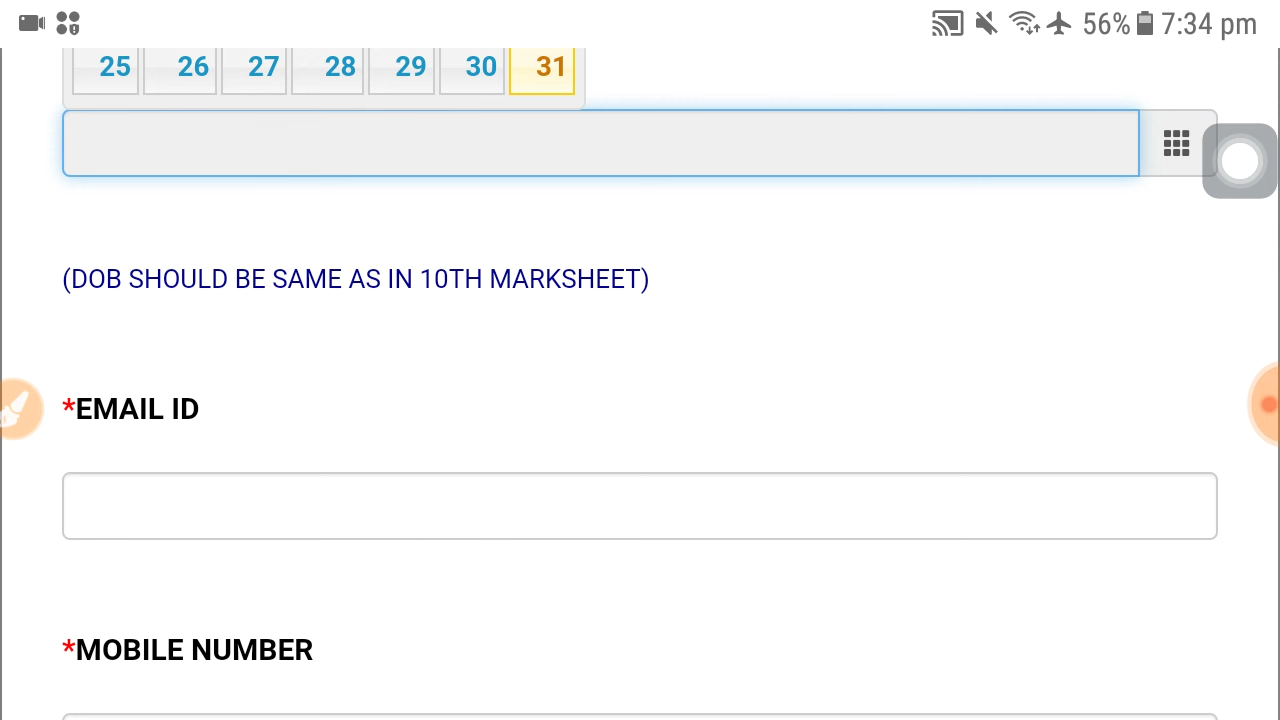 56% 7:34 pm
25 26 27 28 29 30 31
(DOB SHOULD BE SAME AS IN 10TH MARKSHEET)
*EMAIL ID
*MOBILE NUMBER